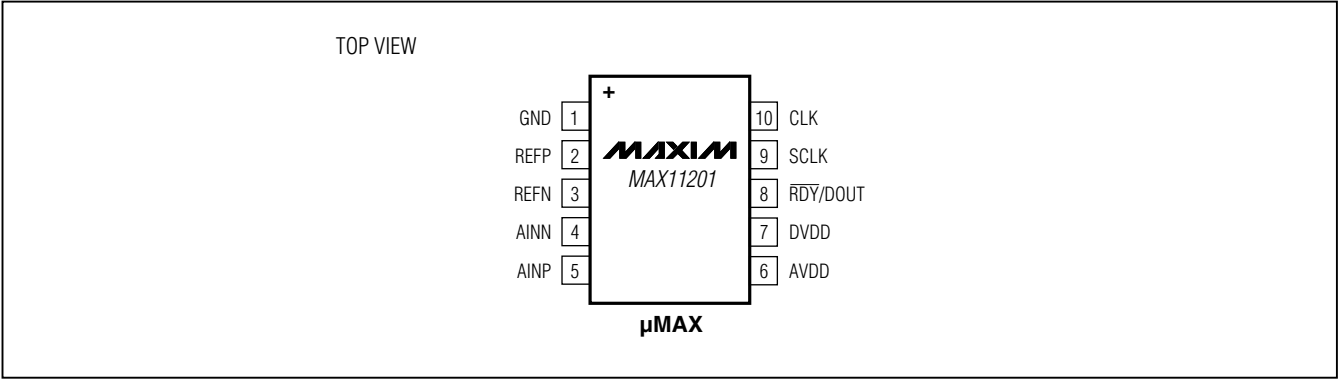 TOP VIEW
+
GND 1
REFP 2
REFN 3
AINN 4
AINP 5
MAXIM
MAX11201
10 CLK
9 SCLK
8 R̅D̅Y̅/DOUT
7 DVDD
6 AVDD
µMAX